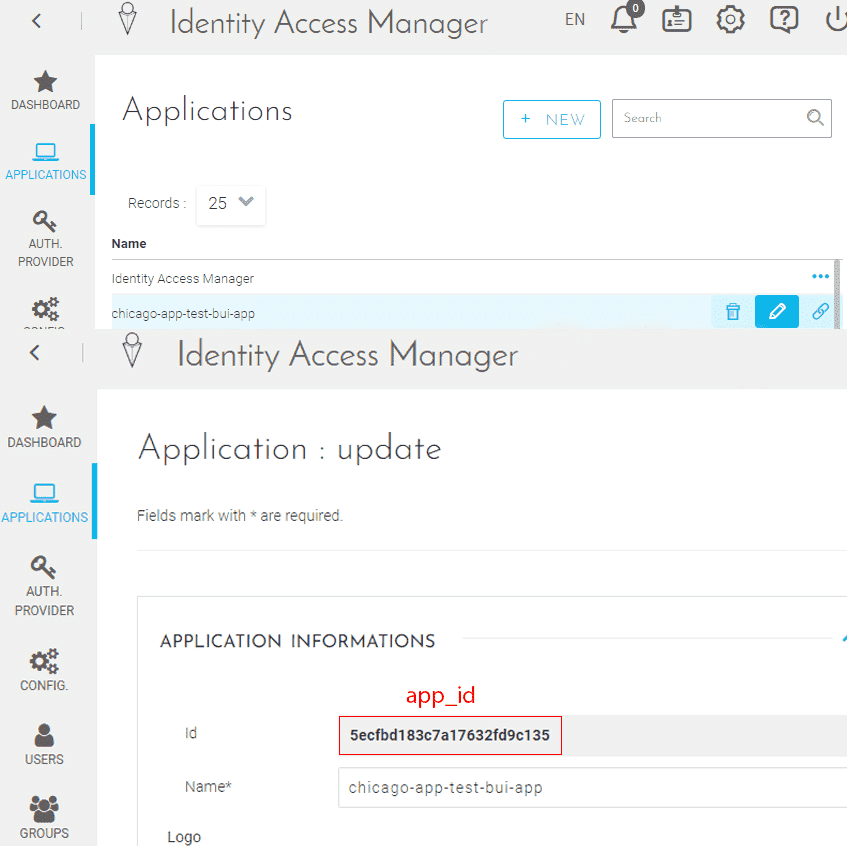 Identity Access Manager
EN
0
DASHBOARD
APPLICATIONS
AUTH.
PROVIDER
Applications
+ NEW
Search
Records :
25
Name
Identity Access Manager
chicago-app-test-bui-app
Identity Access Manager
DASHBOARD
APPLICATIONS
AUTH.
PROVIDER
CONFIG.
USERS
GROUPS
Application : update
Fields mark with * are required.
APPLICATION INFORMATIONS
app_id
Id
5ecfbd183c7a17632fd9c135
Name*
chicago-app-test-bui-app
Logo